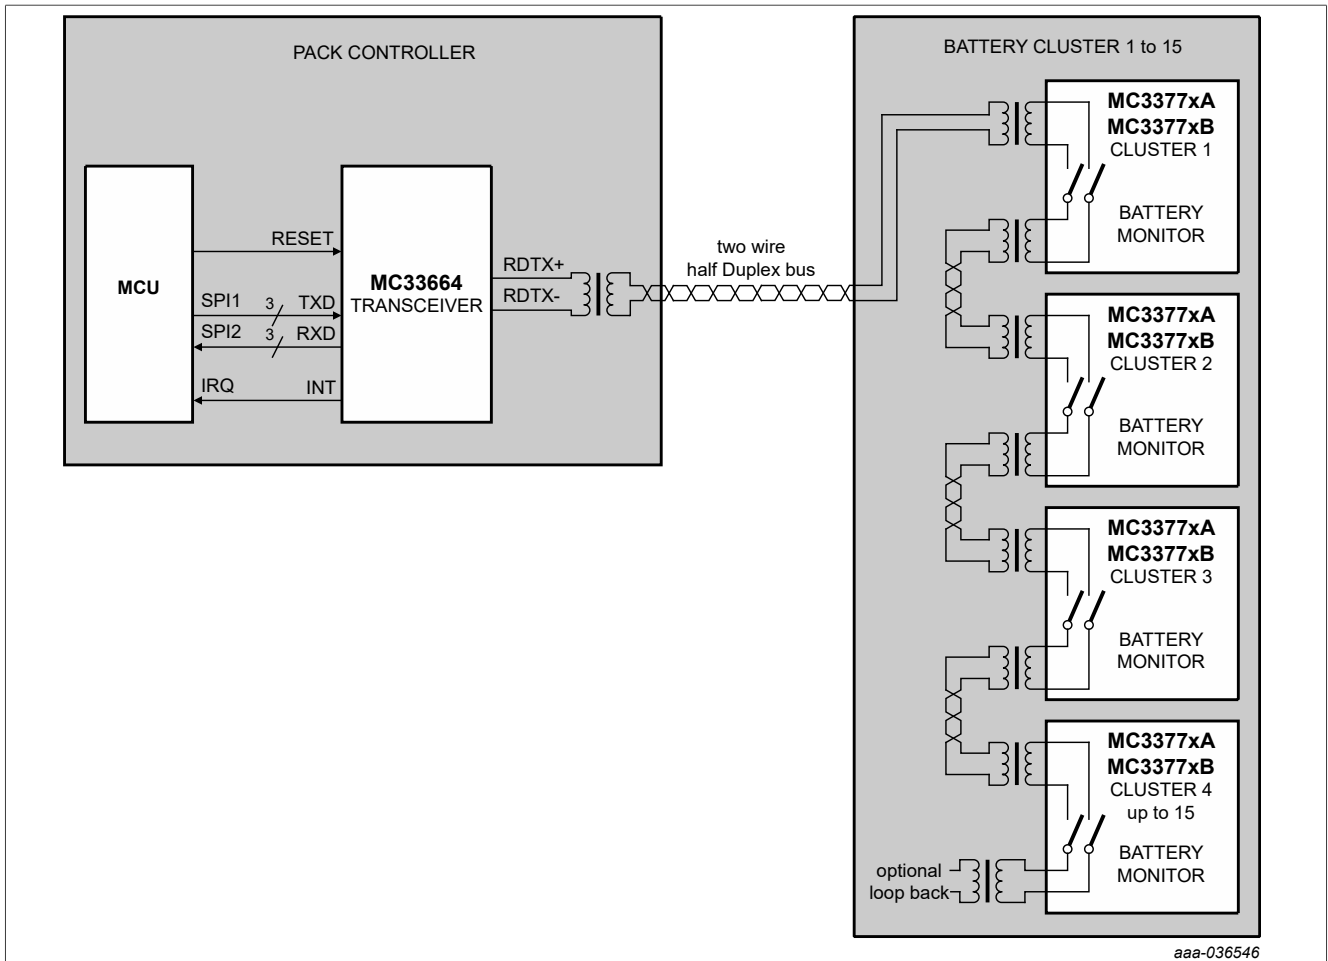 PACK CONTROLLER
MCU
RESET
SPI1 3 TXD
SPI2 3 RXD
IRQ INT
MC33664
TRANSCEIVER
RDTX+
RDTX-
two wire
half Duplex bus
BATTERY CLUSTER 1 to 15
MC3377xA
MC3377xB
CLUSTER 1
BATTERY
MONITOR
MC3377xA
MC3377xB
CLUSTER 2
BATTERY
MONITOR
MC3377xA
MC3377xB
CLUSTER 3
BATTERY
MONITOR
MC3377xA
MC3377xB
CLUSTER 4
up to 15
BATTERY
MONITOR
optional
loop back
aaa-036546